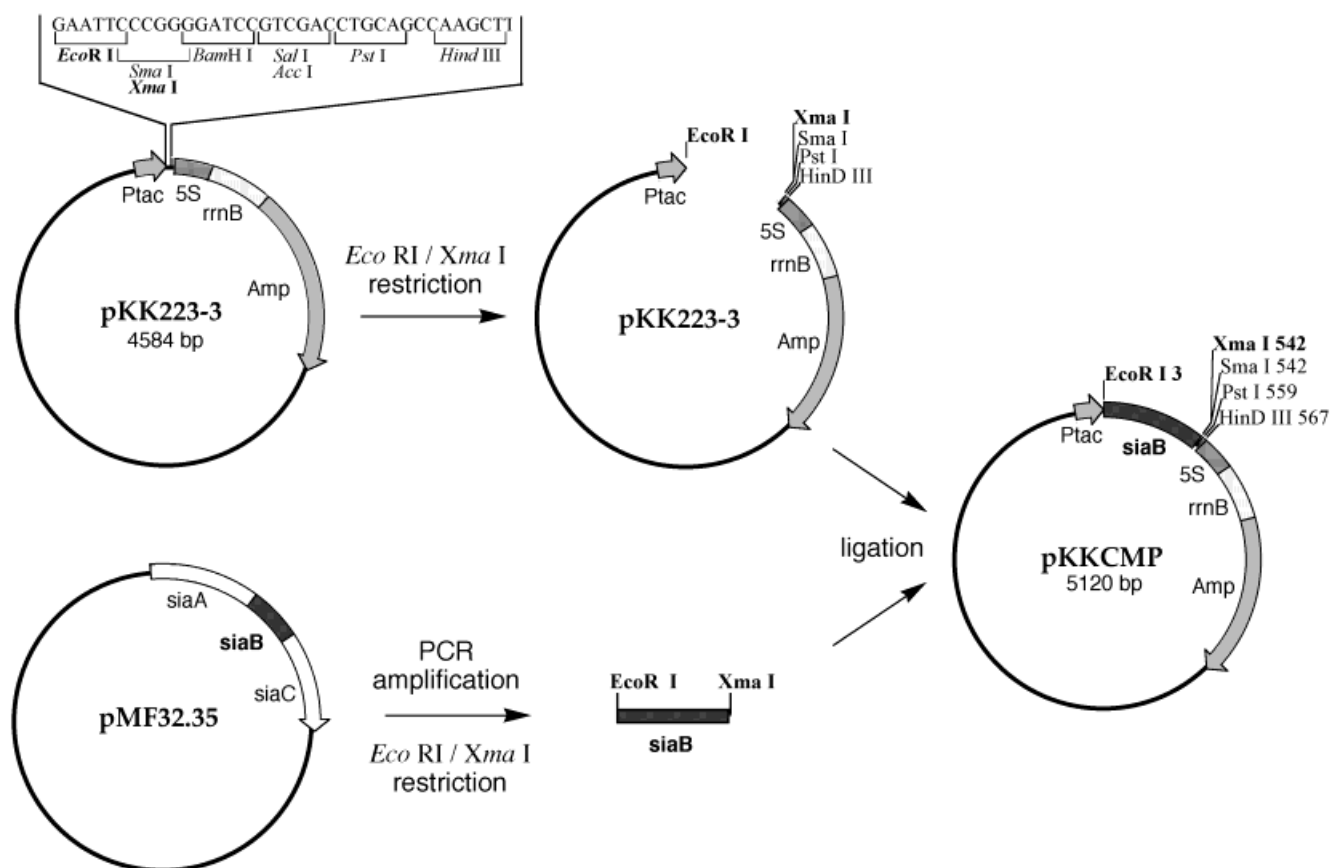 GAATTCCCGGGGATCCGTCGACCTGCAGCCAAGCTT
EcoR I
BamH I
Sal I
Pst I
Hind III
Sma I
Acc I
Xma I
Ptac
5S
rrnB
Amp
pKK223-3
4584 bp
Eco RI / Xma I
restriction
EcoR I
Xma I
Sma I
Pst I
HinD III
Ptac
5S
rrnB
Amp
pKK223-3
siaA
siaB
siaC
pMF32.35
PCR
amplification
Eco RI / Xma I
restriction
EcoR I
Xma I
siaB
ligation
Xma I 542
EcoR I 3
Sma I 542
Pst I 559
HinD III 567
Ptac
siaB
5S
rrnB
Amp
pKKCMP
5120 bp